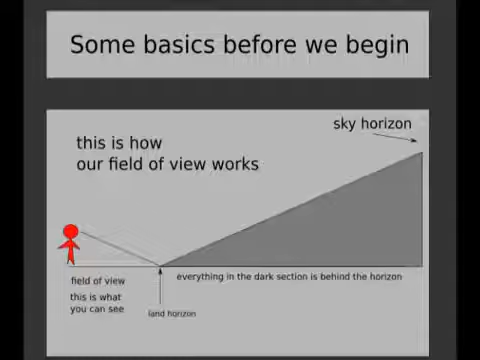 Some basics before we begin
sky horizon
this is how
our field of view works
everything in the dark section is behind the horizon
field of view
this is what
you can see
land horizon